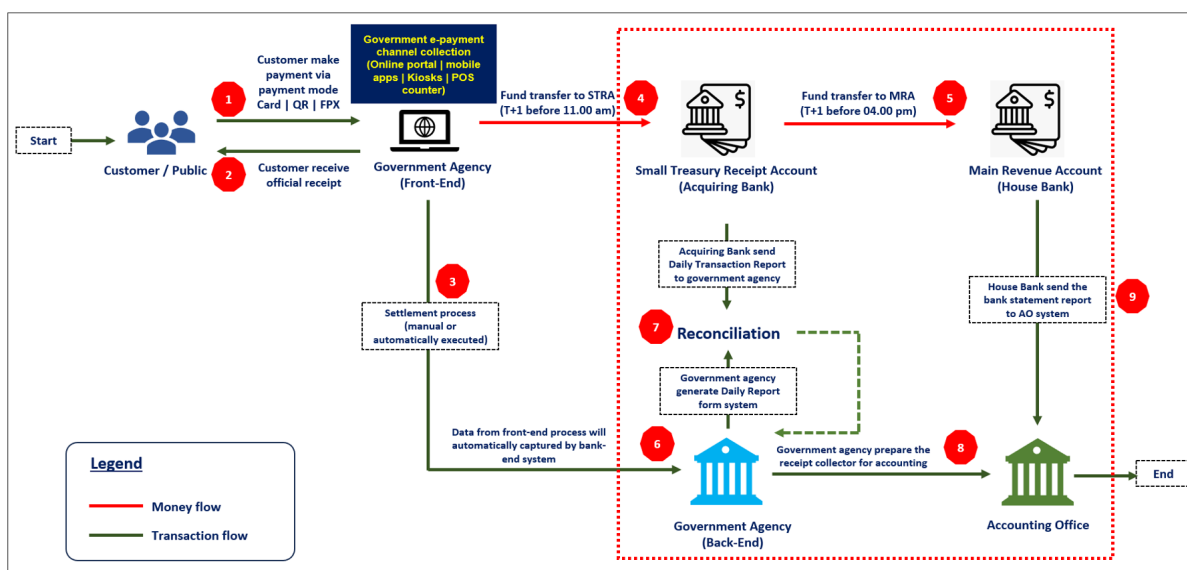 Government e-payment
channel collection
(Online portal | mobile
apps | Kiosks | POS
counter)
Customer make
payment via
payment mode
Card | QR | FPX
1
Start
Customer / Public
2
Customer receive
official receipt
Government Agency
(Front-End)
Fund transfer to STRA
(T+1 before 11.00 am)
4
$
Small Treasury Receipt Account
(Acquiring Bank)
Fund transfer to MRA
(T+1 before 04.00 pm)
5
$
Main Revenue Account
(House Bank)
3
Settlement process
(manual or
automatically executed)
Acquiring Bank send
Daily Transaction Report
to government agency
House Bank send the
bank statement report
to AO system
9
7
Reconciliation
Government agency
generate Daily Report
form system
Data from front-end process will
automatically captured by bank-
end system
6
Government agency prepare the
receipt collector for accounting
8
Government Agency
(Back-End)
Accounting Office
End
Legend
Money flow
Transaction flow